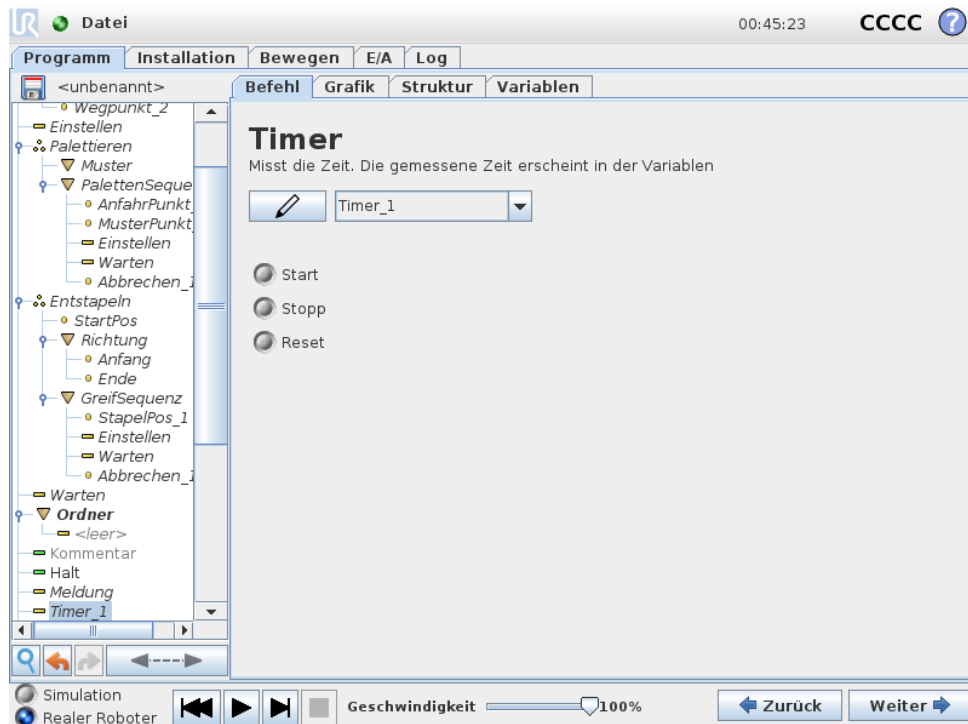 UR Datei 00:45:23 CCCC ?
Programm Installation Bewegen E/A Log
<unbenannt> Befehl Grafik Struktur Variablen
Wegpunkt_2
Einstellen
Palettieren
Muster
PalettenSeque
AnfahrPunkt_
MusterPunkt_
Einstellen
Warten
Abbrechen_1
Entstapeln
StartPos
Richtung
Anfang
Ende
GreifSequenz
StapelPos_1
Einstellen
Warten
Abbrechen_1
Warten
Ordner
<leer>
Kommentar
Halt
Meldung
Timer_1
Timer
Misst die Zeit. Die gemessene Zeit erscheint in der Variablen
Timer_1
Start
Stopp
Reset
Simulation
Realer Roboter
Geschwindigkeit 100%
Zurück Weiter